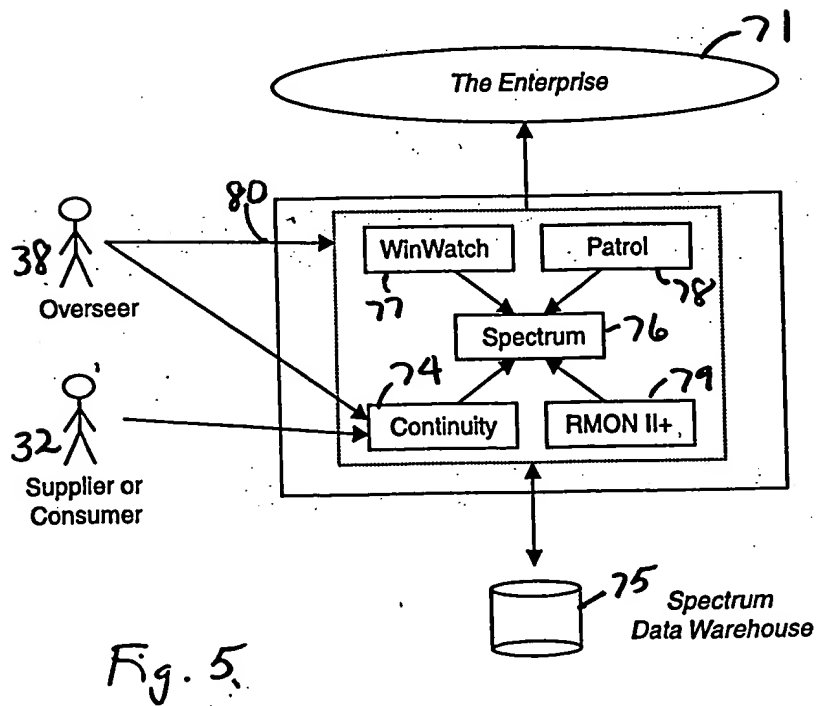 71
The Enterprise
80
WinWatch
Patrol
38
77
78
Overseer
Spectrum
76
74
79
Continuity
RMON II+
32
Supplier or
Consumer
75
Spectrum
Data Warehouse
Fig. 5